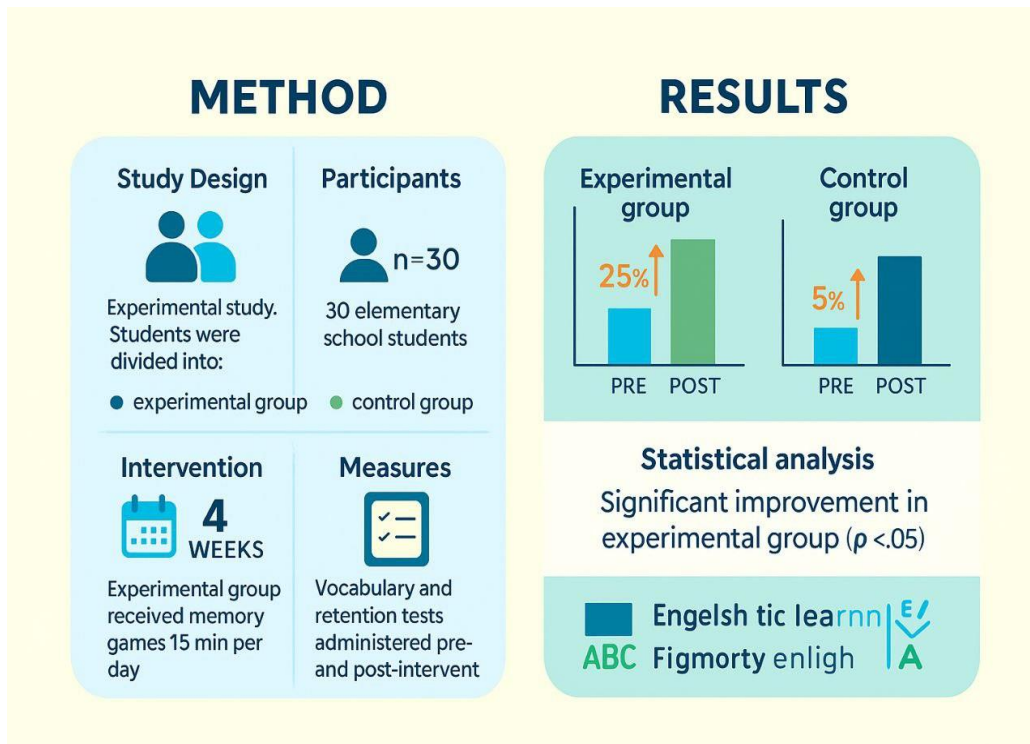 METHOD
Study Design
Experimental study.
Students were
divided into:
experimental group
Participants
n=30
30 elementary
school students
control group
Intervention
4
WEEKS
Experimental group
received memory
games 15 min per
day
Measures
Vocabulary and
retention tests
administered pre-
and post-intervent
RESULTS
Experimental
group
25%
PRE POST
Control
group
5%
PRE POST
Statistical analysis
Significant improvement in
experimental group (p <.05)
Engelsh tic learnn
ABC Figmorty enligh
E
A